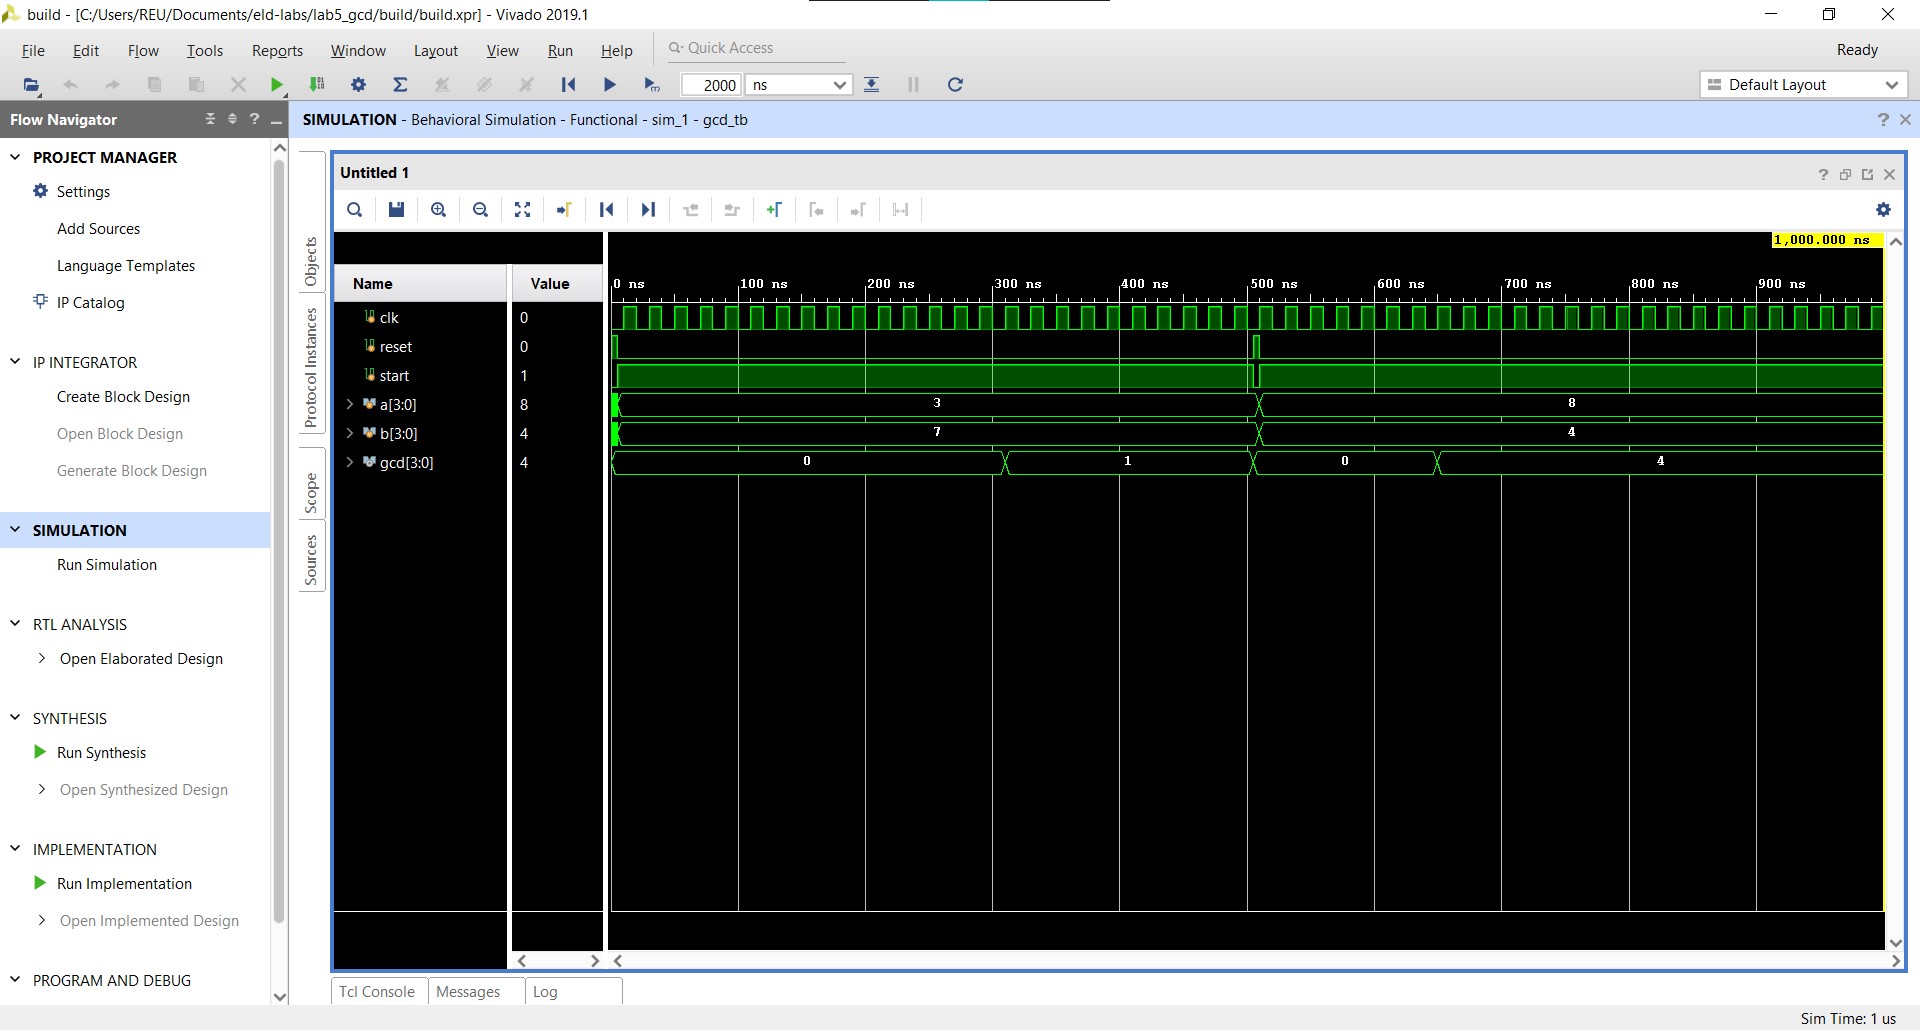 build - [C:/Users/REU/Documents/eld-labs/lab5_gcd/build/build.xpr] - Vivado 2019.1
File Edit Flow Tools Reports Window Layout View Run Help Quick Access Ready
2000 ns Default Layout
Flow Navigator
SIMULATION - Behavioral Simulation - Functional - sim_1 - gcd_tb
PROJECT MANAGER
Settings
Add Sources
Language Templates
IP Catalog
IP INTEGRATOR
Create Block Design
Open Block Design
Generate Block Design
SIMULATION
Run Simulation
RTL ANALYSIS
Open Elaborated Design
SYNTHESIS
Run Synthesis
Open Synthesized Design
IMPLEMENTATION
Run Implementation
Open Implemented Design
PROGRAM AND DEBUG
Objects
Protocol Instances
Scope
Sources
Untitled 1
1,000.000 ns
Name Value 0 ns 100 ns 200 ns 300 ns 400 ns 500 ns 600 ns 700 ns 800 ns 900 ns
clk 0
reset 0
start 1
a[3:0] 8 3 8
b[3:0] 4 7 4
gcd[3:0] 4 0 1 0 4
Tcl Console Messages Log
Sim Time: 1 us